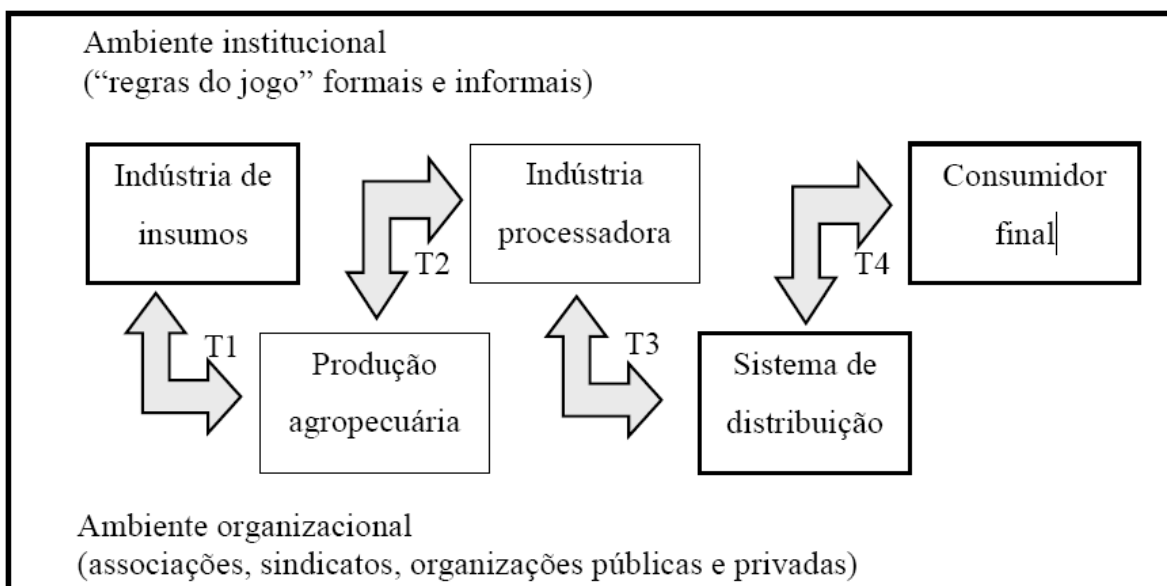 Ambiente institucional
(“regras do jogo” formais e informais)
Indústria de
insumos
T1
Produção
agropecuária
T2
Indústria
processadora
T3
Sistema de
distribuição
T4
Consumidor
final
Ambiente organizacional
(associações, sindicatos, organizações públicas e privadas)